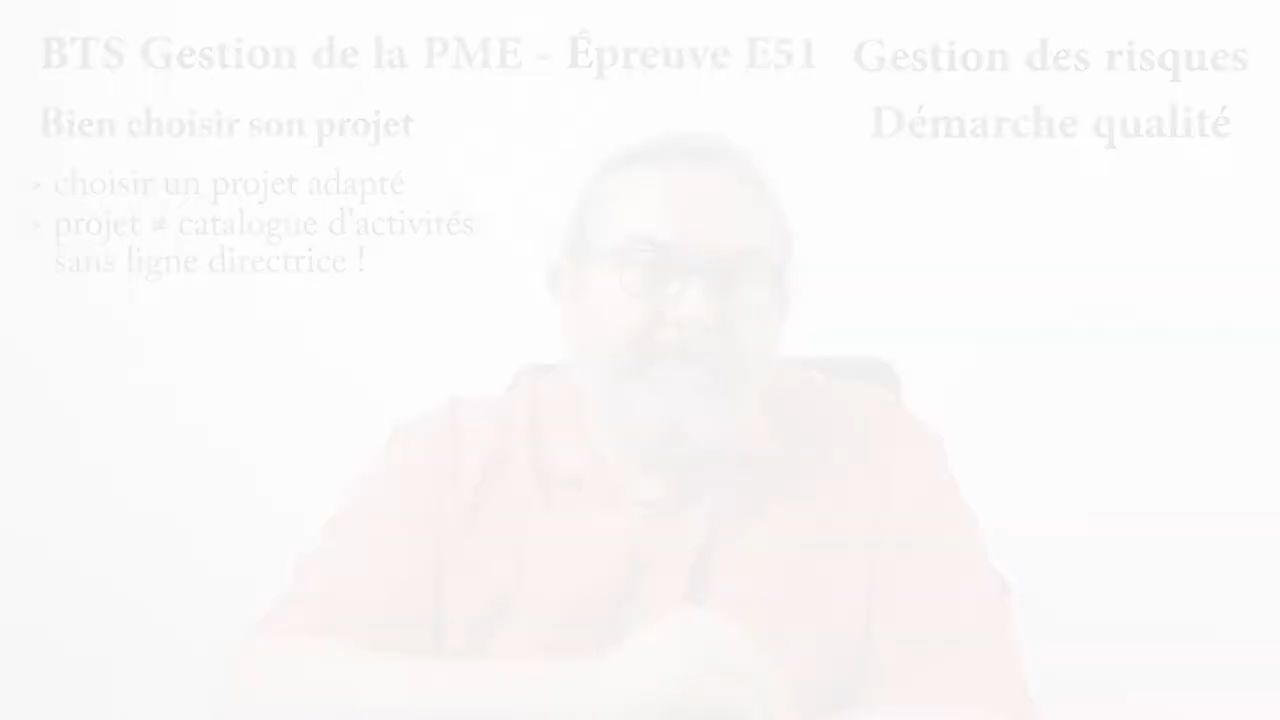 BTS Gestion de la PME - Épreuve E51
Gestion des risques
Bien choisir son projet
Démarche qualité
> choisir un projet adapté
> projet ≠ catalogue d'activités
sans ligne directrice !